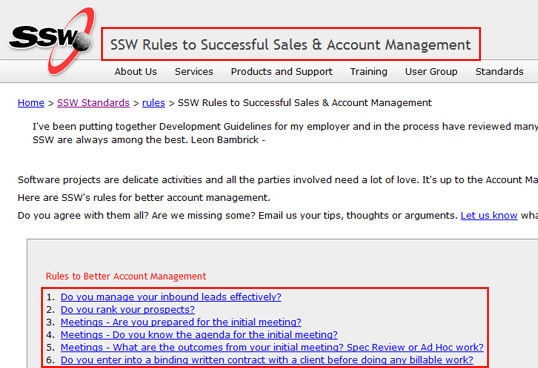 SSW
SSW Rules to Successful Sales & Account Management
About Us Services Products and Support Training User Group Standards
Home > SSW Standards > rules > SSW Rules to Successful Sales & Account Management
I've been putting together Development Guidelines for my employer and in the process have reviewed many
SSW are always among the best. Leon Bambrick -
Software projects are delicate activities and all the parties involved need a lot of love. It's up to the Account Ma
Here are SSW's rules for better account management.
Do you agree with them all? Are we missing some? Email us your tips, thoughts or arguments. Let us know wha
Rules to Better Account Management
1. Do you manage your inbound leads effectively?
2. Do you rank your prospects?
3. Meetings - Are you prepared for the initial meeting?
4. Meetings - Do you know the agenda for the initial meeting?
5. Meetings - What are the outcomes from your initial meeting? Spec Review or Ad Hoc work?
6. Do you enter into a binding written contract with a client before doing any billable work?